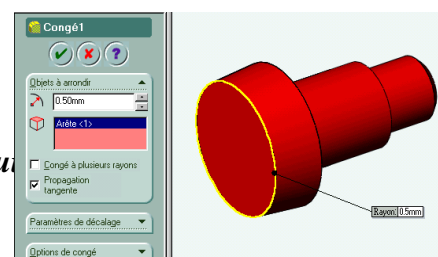 Congé1
?
Objets à arrondir
0.50mm
Arête <1>
Congé à plusieurs rayons
Propagation
tangente
Paramètres de décalage
Options de congé
Rayon: 0.5mm